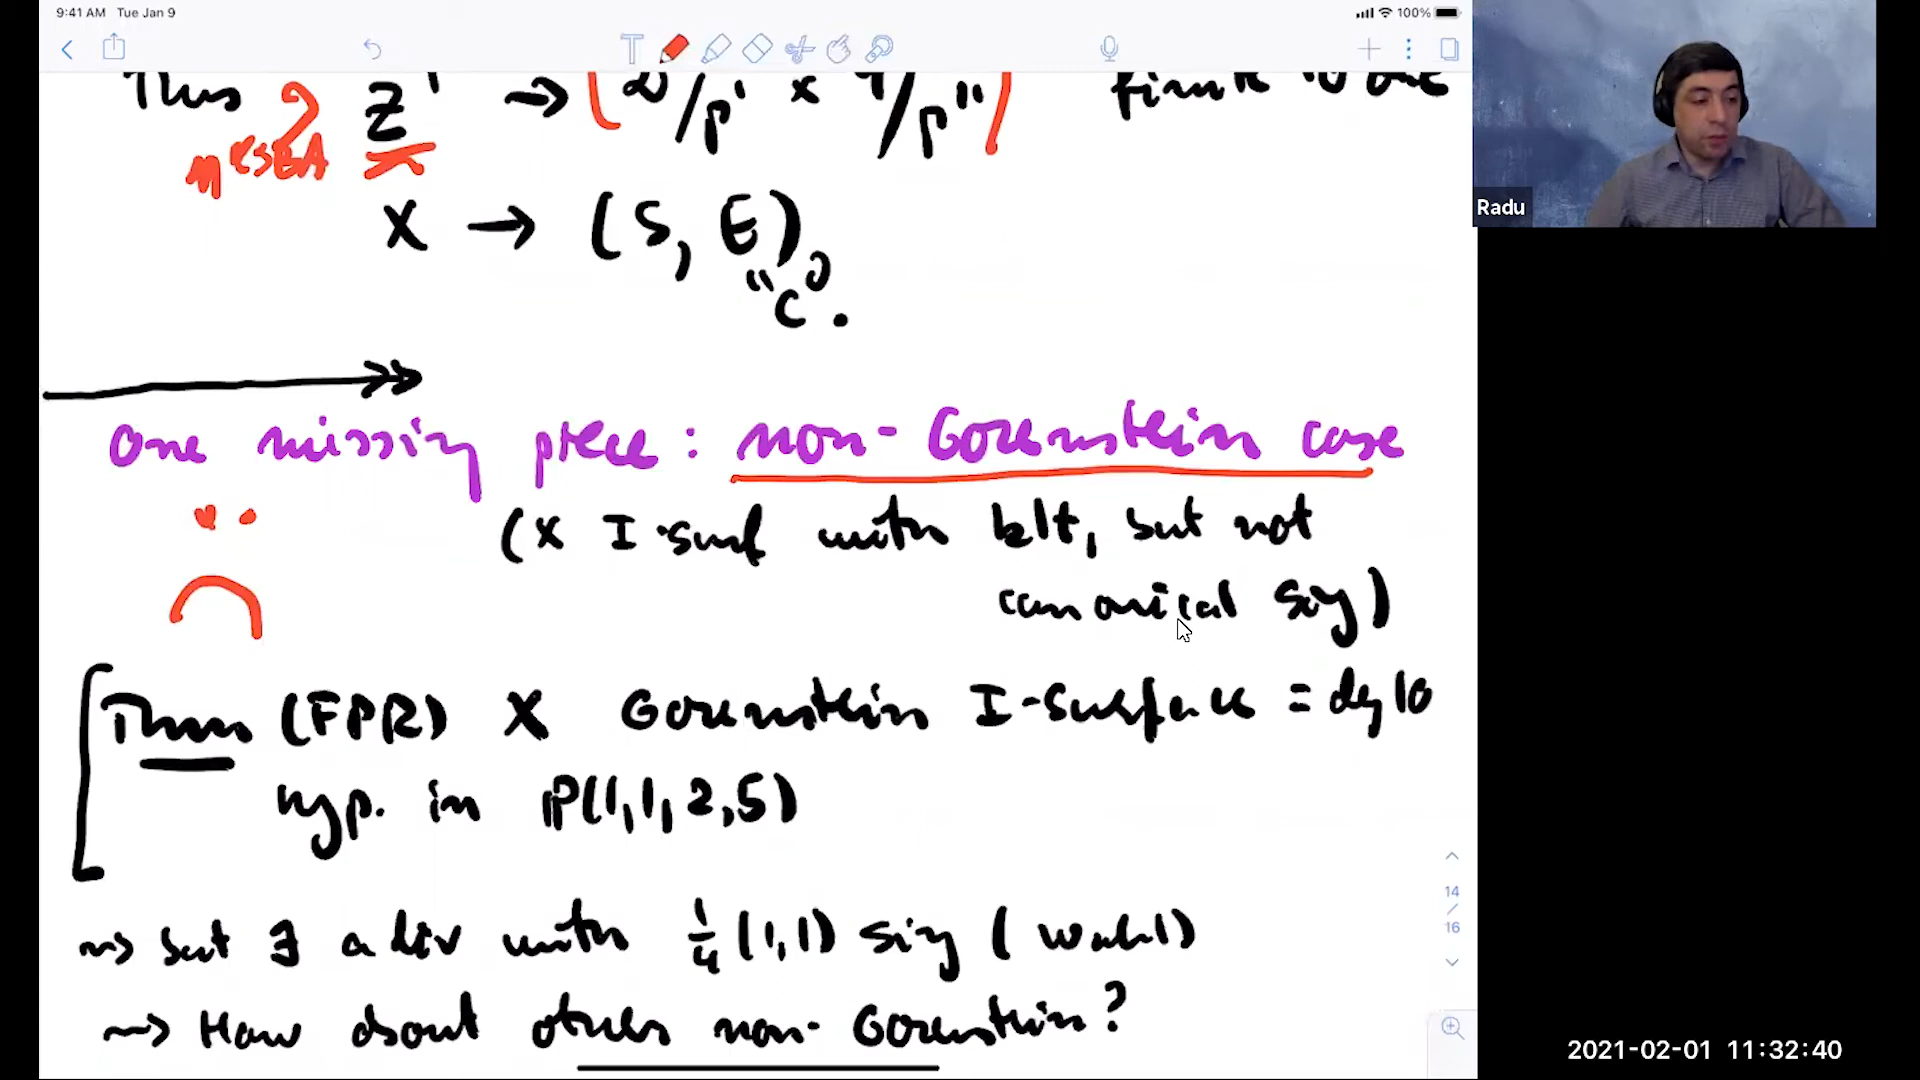 9:41 AM Tue Jan 9
100%
Thus Z' → (D/Γ' × /Γ'') finite to one
KSBA
X → (S, E)
"C .
One missing piece: non-Gorenstein case
(X I-surf with klt, but not
canonical sing)
Thm (FPR) X Gorenstein I-surface = deg 10
hyp. in P(1,1,2,5)
~> but ∃ a div with 1/4 (1,1) sing (Wahl)
~> How about other non-Gorenstein?
14
/
16
Radu
2021-02-01 11:32:40